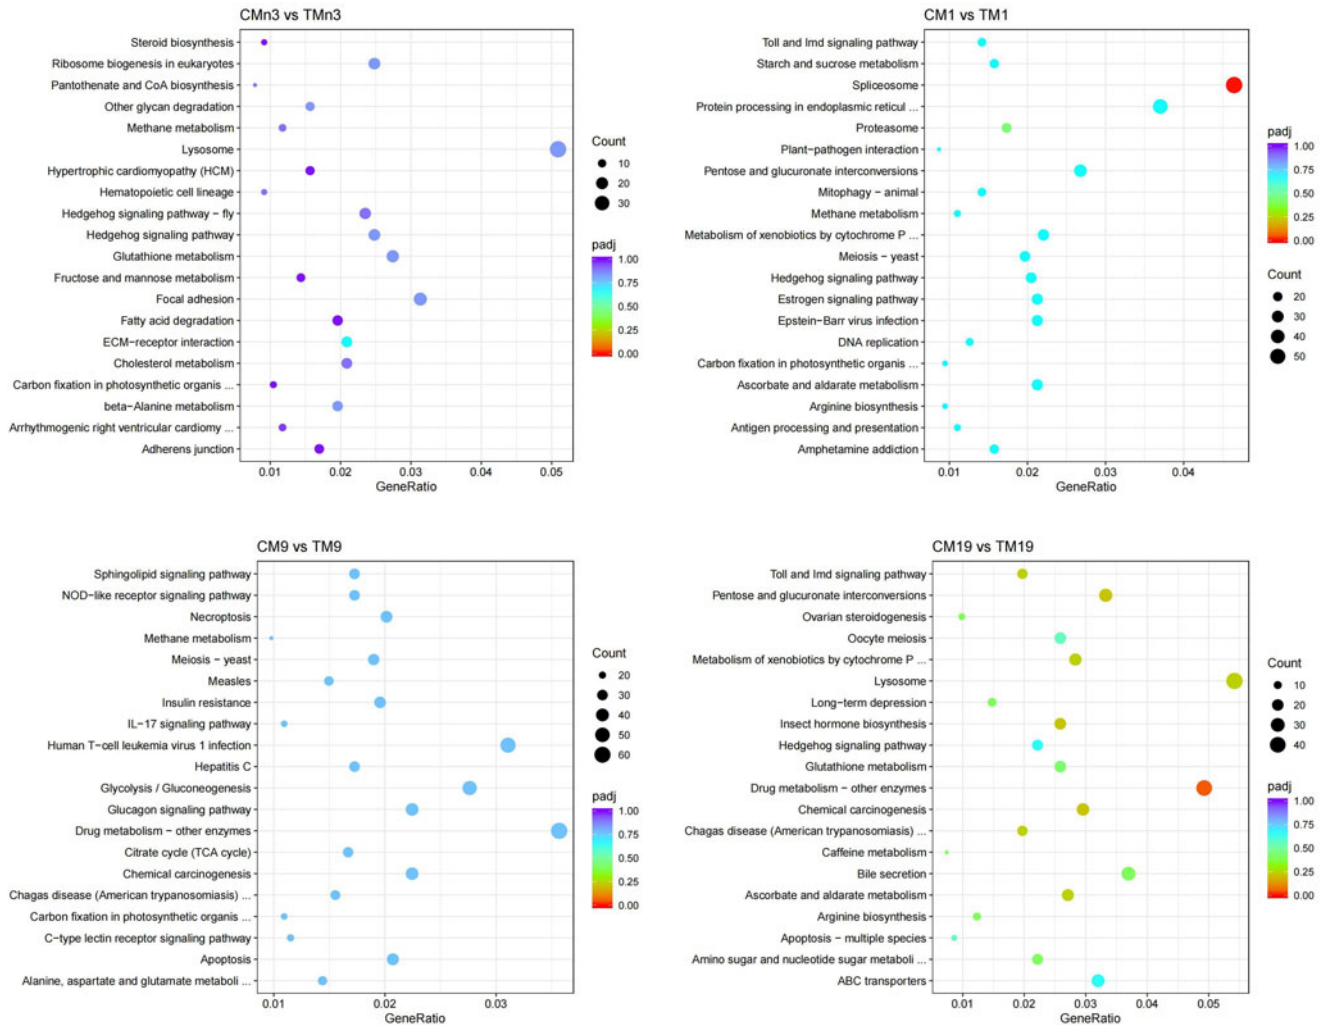 CMn3 vs TMn3
Steroid biosynthesis
Ribosome biogenesis in eukaryotes
Pantothenate and CoA biosynthesis
Other glycan degradation
Methane metabolism
Lysosome
Hypertrophic cardiomyopathy (HCM)
Hematopoietic cell lineage
Hedgehog signaling pathway − fly
Hedgehog signaling pathway
Glutathione metabolism
Fructose and mannose metabolism
Focal adhesion
Fatty acid degradation
ECM−receptor interaction
Cholesterol metabolism
Carbon fixation in photosynthetic organis ...
beta−Alanine metabolism
Arrhythmogenic right ventricular cardiomy ...
Adherens junction
0.01 0.02 0.03 0.04 0.05
GeneRatio
Count
10
20
30
padj
1.00
0.75
0.50
0.25
0.00
CM1 vs TM1
Toll and Imd signaling pathway
Starch and sucrose metabolism
Spliceosome
Protein processing in endoplasmic reticul ...
Proteasome
Plant−pathogen interaction
Pentose and glucuronate interconversions
Mitophagy − animal
Methane metabolism
Metabolism of xenobiotics by cytochrome P ...
Meiosis − yeast
Hedgehog signaling pathway
Estrogen signaling pathway
Epstein−Barr virus infection
DNA replication
Carbon fixation in photosynthetic organis ...
Ascorbate and aldarate metabolism
Arginine biosynthesis
Antigen processing and presentation
Amphetamine addiction
0.01 0.02 0.03 0.04
GeneRatio
padj
1.00
0.75
0.50
0.25
0.00
Count
20
30
40
50
CM9 vs TM9
Sphingolipid signaling pathway
NOD−like receptor signaling pathway
Necroptosis
Methane metabolism
Meiosis − yeast
Measles
Insulin resistance
IL−17 signaling pathway
Human T−cell leukemia virus 1 infection
Hepatitis C
Glycolysis / Gluconeogenesis
Glucagon signaling pathway
Drug metabolism − other enzymes
Citrate cycle (TCA cycle)
Chemical carcinogenesis
Chagas disease (American trypanosomiasis) ...
Carbon fixation in photosynthetic organis ...
C−type lectin receptor signaling pathway
Apoptosis
Alanine, aspartate and glutamate metaboli ...
0.01 0.02 0.03
GeneRatio
Count
20
30
40
50
60
padj
1.00
0.75
0.50
0.25
0.00
CM19 vs TM19
Toll and Imd signaling pathway
Pentose and glucuronate interconversions
Ovarian steroidogenesis
Oocyte meiosis
Metabolism of xenobiotics by cytochrome P ...
Lysosome
Long−term depression
Insect hormone biosynthesis
Hedgehog signaling pathway
Glutathione metabolism
Drug metabolism − other enzymes
Chemical carcinogenesis
Chagas disease (American trypanosomiasis) ...
Caffeine metabolism
Bile secretion
Ascorbate and aldarate metabolism
Arginine biosynthesis
Apoptosis − multiple species
Amino sugar and nucleotide sugar metaboli ...
ABC transporters
0.01 0.02 0.03 0.04 0.05
GeneRatio
Count
10
20
30
40
padj
1.00
0.75
0.50
0.25
0.00